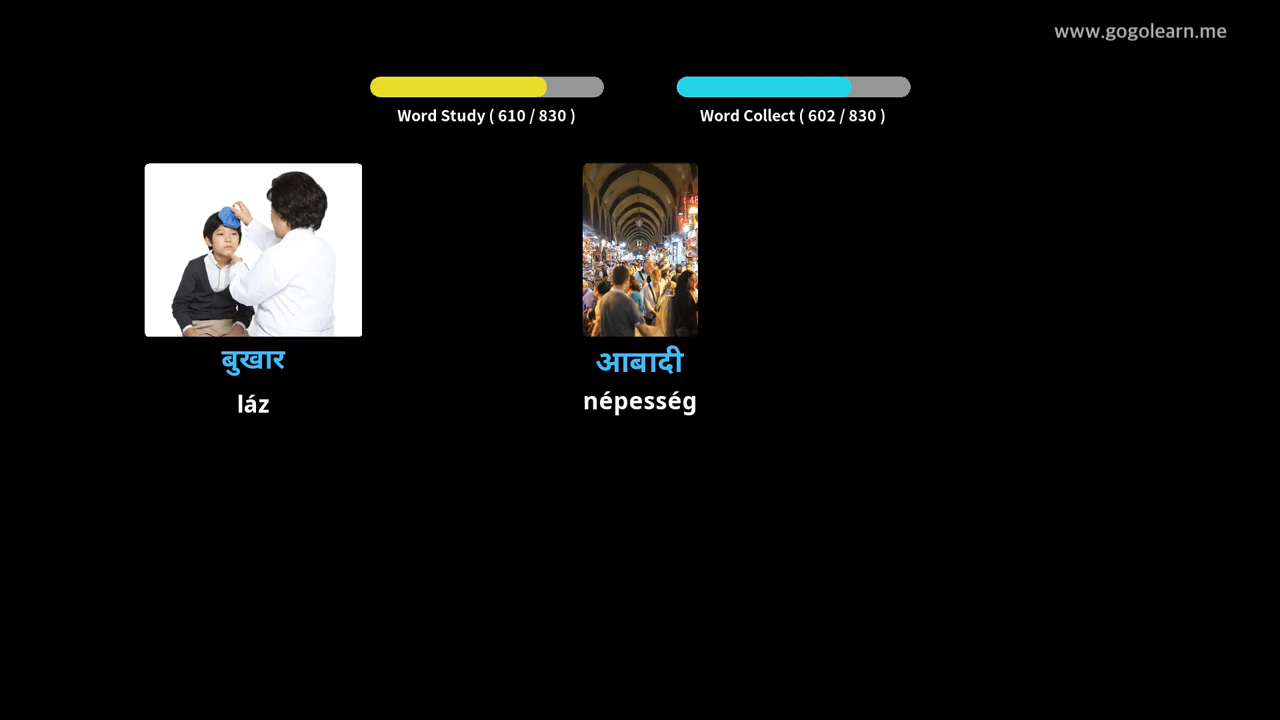 www.gogolearn.me
Word Study ( 610 / 830 )
Word Collect ( 602 / 830 )
बुखार
láz
आबादी
népesség